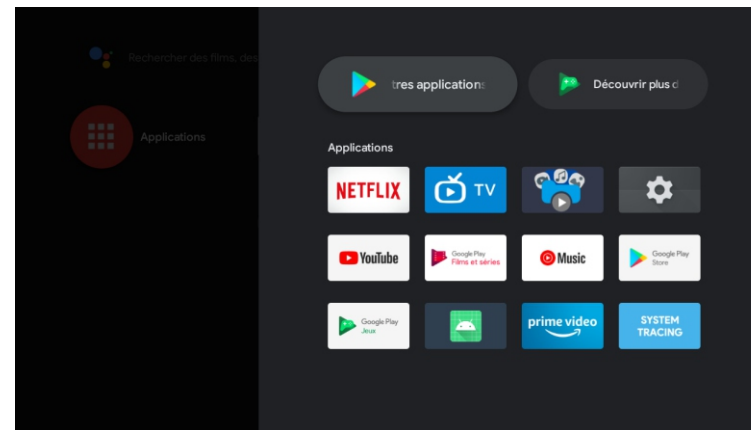 Rechercher des films, des
tres applications
Découvrir plus d
Applications
Applications
NETFLIX
TV
YouTube
Google Play
Films et séries
Music
Google Play
Store
Google Play
Jeux
prime video
SYSTEM
TRACING